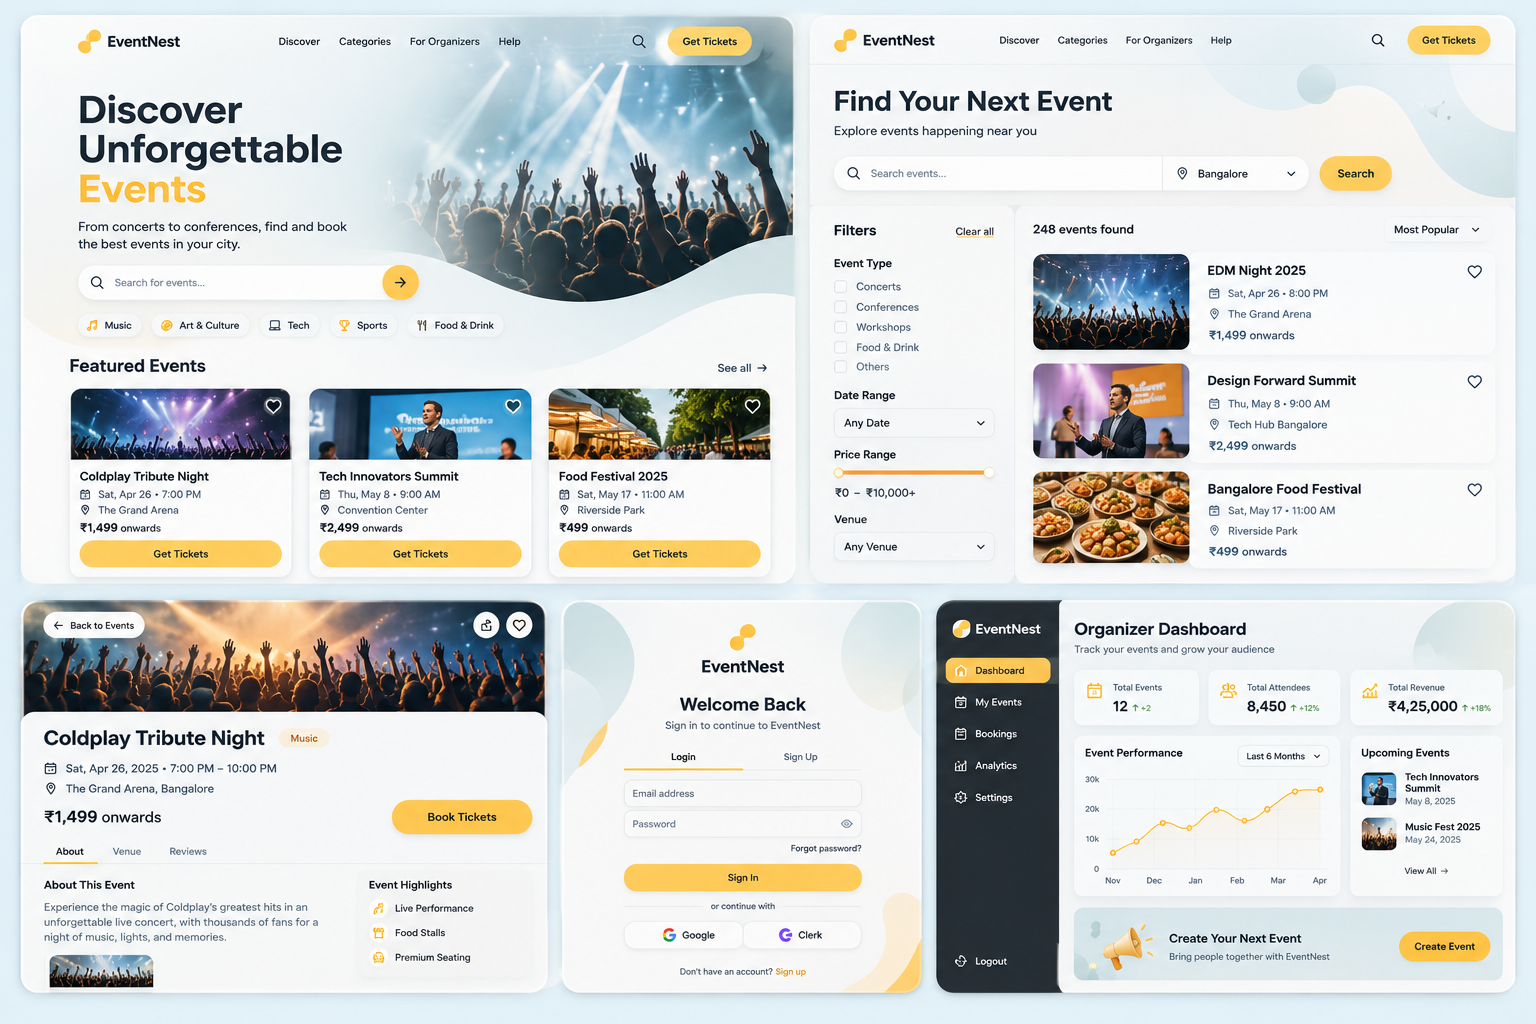 EventNest
Discover Categories For Organizers Help
Get Tickets
Discover
Unforgettable
Events
From concerts to conferences, find and book
the best events in your city.
Search for events...
Music Art & Culture Tech Sports Food & Drink
Featured Events
See all →
Coldplay Tribute Night
Sat, Apr 26 • 7:00 PM
The Grand Arena
₹1,499 onwards
Get Tickets
Tech Innovators Summit
Thu, May 8 • 9:00 AM
Convention Center
₹2,499 onwards
Get Tickets
Food Festival 2025
Sat, May 17 • 11:00 AM
Riverside Park
₹499 onwards
Get Tickets
EventNest
Discover Categories For Organizers Help
Get Tickets
Find Your Next Event
Explore events happening near you
Search events...
Bangalore
Search
Filters
Clear all
Event Type
Concerts
Conferences
Workshops
Food & Drink
Others
Date Range
Any Date
Price Range
₹0 – ₹10,000+
Venue
Any Venue
248 events found
Most Popular
EDM Night 2025
Sat, Apr 26 • 8:00 PM
The Grand Arena
₹1,499 onwards
Design Forward Summit
Thu, May 8 • 9:00 AM
Tech Hub Bangalore
₹2,499 onwards
Bangalore Food Festival
Sat, May 17 • 11:00 AM
Riverside Park
₹499 onwards
← Back to Events
Coldplay Tribute Night
Music
Sat, Apr 26, 2025 • 7:00 PM – 10:00 PM
The Grand Arena, Bangalore
₹1,499 onwards
Book Tickets
About Venue Reviews
About This Event
Experience the magic of Coldplay's greatest hits in an
unforgettable live concert, with thousands of fans for a
night of music, lights, and memories.
Event Highlights
Live Performance
Food Stalls
Premium Seating
EventNest
Welcome Back
Sign in to continue to EventNest
Login Sign Up
Email address
Password
Forgot password?
Sign In
or continue with
Google
Clerk
Don't have an account? Sign up
EventNest
Dashboard
My Events
Bookings
Analytics
Settings
Logout
Organizer Dashboard
Track your events and grow your audience
Total Events
12 ↑ +2
Total Attendees
8,450 ↑ +12%
Total Revenue
₹4,25,000 ↑ +18%
Event Performance
Last 6 Months
30k
20k
10k
0
Nov Dec Jan Feb Mar Apr
Upcoming Events
Tech Innovators
Summit
May 8, 2025
Music Fest 2025
May 24, 2025
View All →
Create Your Next Event
Bring people together with EventNest
Create Event